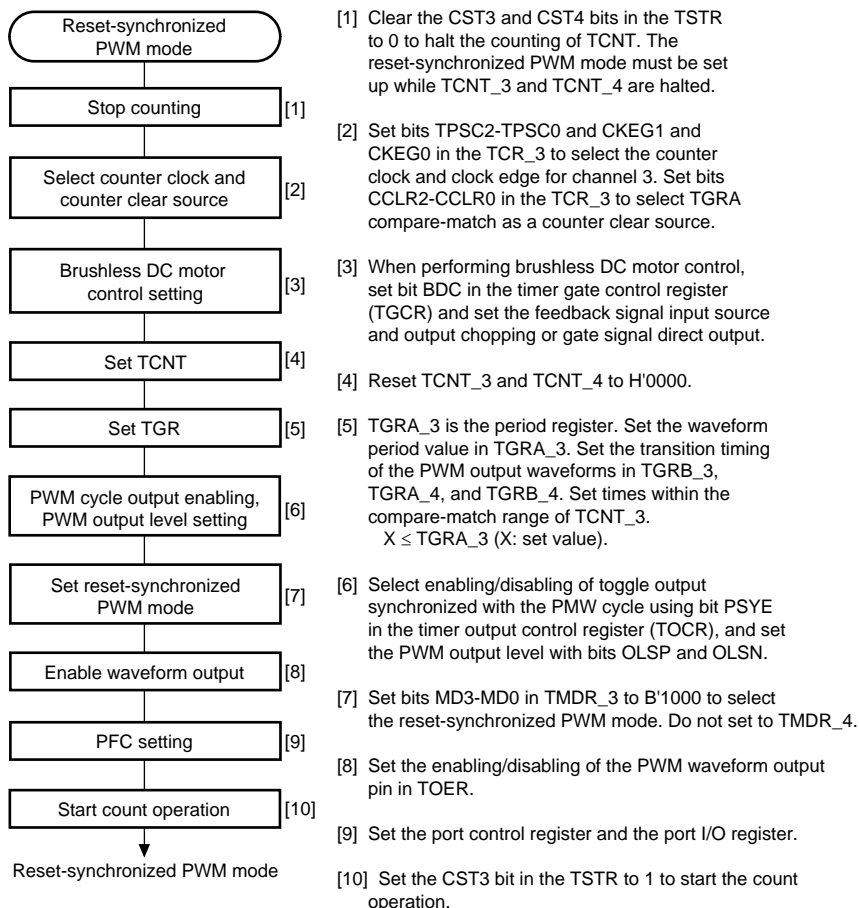 Reset-synchronized
PWM mode
Stop counting
[1]
Select counter clock and
counter clear source
[2]
Brushless DC motor
control setting
[3]
Set TCNT
[4]
Set TGR
[5]
PWM cycle output enabling,
PWM output level setting
[6]
Set reset-synchronized
PWM mode
[7]
Enable waveform output
[8]
PFC setting
[9]
Start count operation
[10]
Reset-synchronized PWM mode
[1] Clear the CST3 and CST4 bits in the TSTR
to 0 to halt the counting of TCNT. The
reset-synchronized PWM mode must be set
up while TCNT_3 and TCNT_4 are halted.
[2] Set bits TPSC2-TPSC0 and CKEG1 and
CKEG0 in the TCR_3 to select the counter
clock and clock edge for channel 3. Set bits
CCLR2-CCLR0 in the TCR_3 to select TGRA
compare-match as a counter clear source.
[3] When performing brushless DC motor control,
set bit BDC in the timer gate control register
(TGCR) and set the feedback signal input source
and output chopping or gate signal direct output.
[4] Reset TCNT_3 and TCNT_4 to H'0000.
[5] TGRA_3 is the period register. Set the waveform
period value in TGRA_3. Set the transition timing
of the PWM output waveforms in TGRB_3,
TGRA_4, and TGRB_4. Set times within the
compare-match range of TCNT_3.
X ≤ TGRA_3 (X: set value).
[6] Select enabling/disabling of toggle output
synchronized with the PMW cycle using bit PSYE
in the timer output control register (TOCR), and set
the PWM output level with bits OLSP and OLSN.
[7] Set bits MD3-MD0 in TMDR_3 to B'1000 to select
the reset-synchronized PWM mode. Do not set to TMDR_4.
[8] Set the enabling/disabling of the PWM waveform output
pin in TOER.
[9] Set the port control register and the port I/O register.
[10] Set the CST3 bit in the TSTR to 1 to start the count
operation.